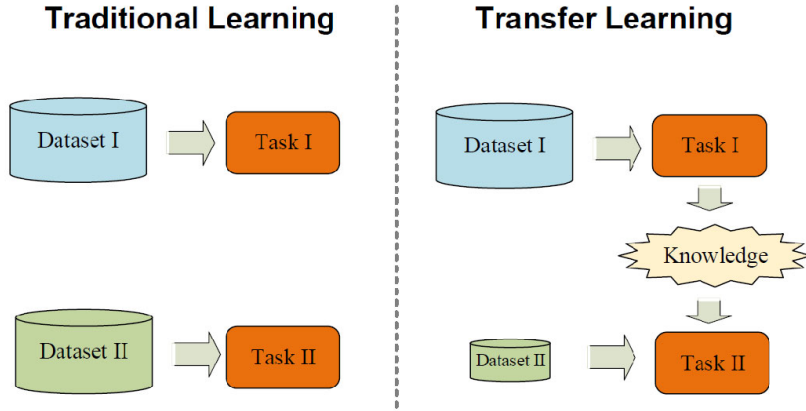 Traditional Learning
Dataset I
Task I
Dataset II
Task II
Transfer Learning
Dataset I
Task I
Knowledge
Dataset II
Task II